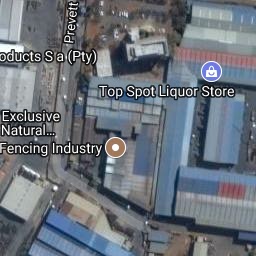 Prevett
oducts S a (Pty)
Top Spot Liquor Store
Exclusive
Natural...
Fencing Industry